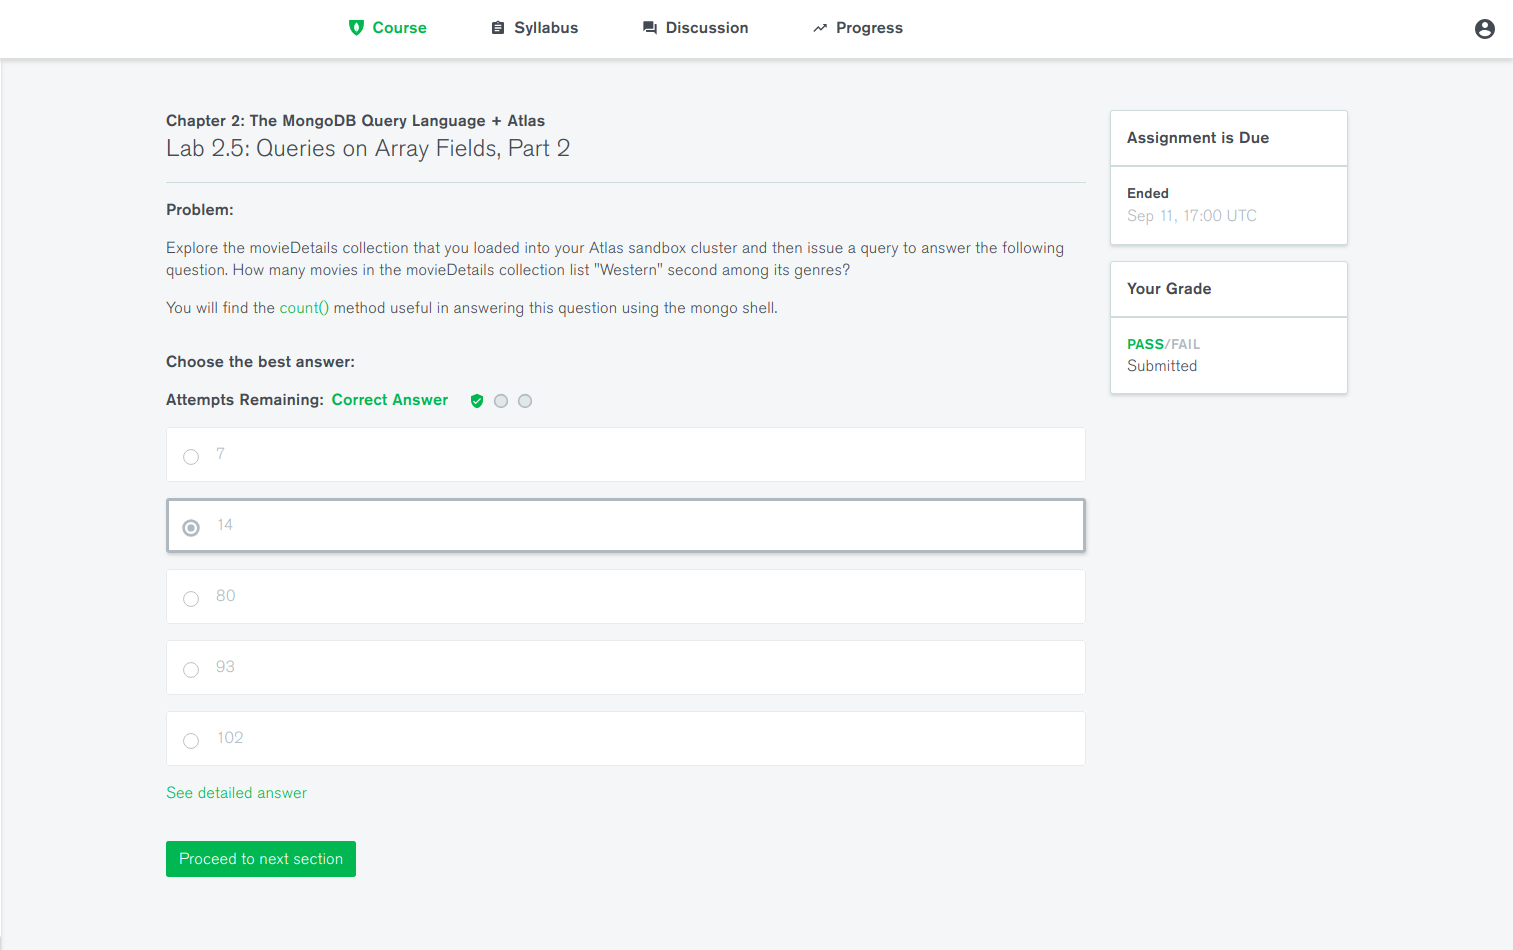 Course
Syllabus
Discussion
Progress
Chapter 2: The MongoDB Query Language + Atlas
Lab 2.5: Queries on Array Fields, Part 2
Problem:
Explore the movieDetails collection that you loaded into your Atlas sandbox cluster and then issue a query to answer the following
question. How many movies in the movieDetails collection list "Western" second among its genres?
You will find the count() method useful in answering this question using the mongo shell.
Choose the best answer:
Attempts Remaining: Correct Answer
7
14
80
93
102
See detailed answer
Proceed to next section
Assignment is Due
Ended
Sep 11, 17:00 UTC
Your Grade
PASS/FAIL
Submitted